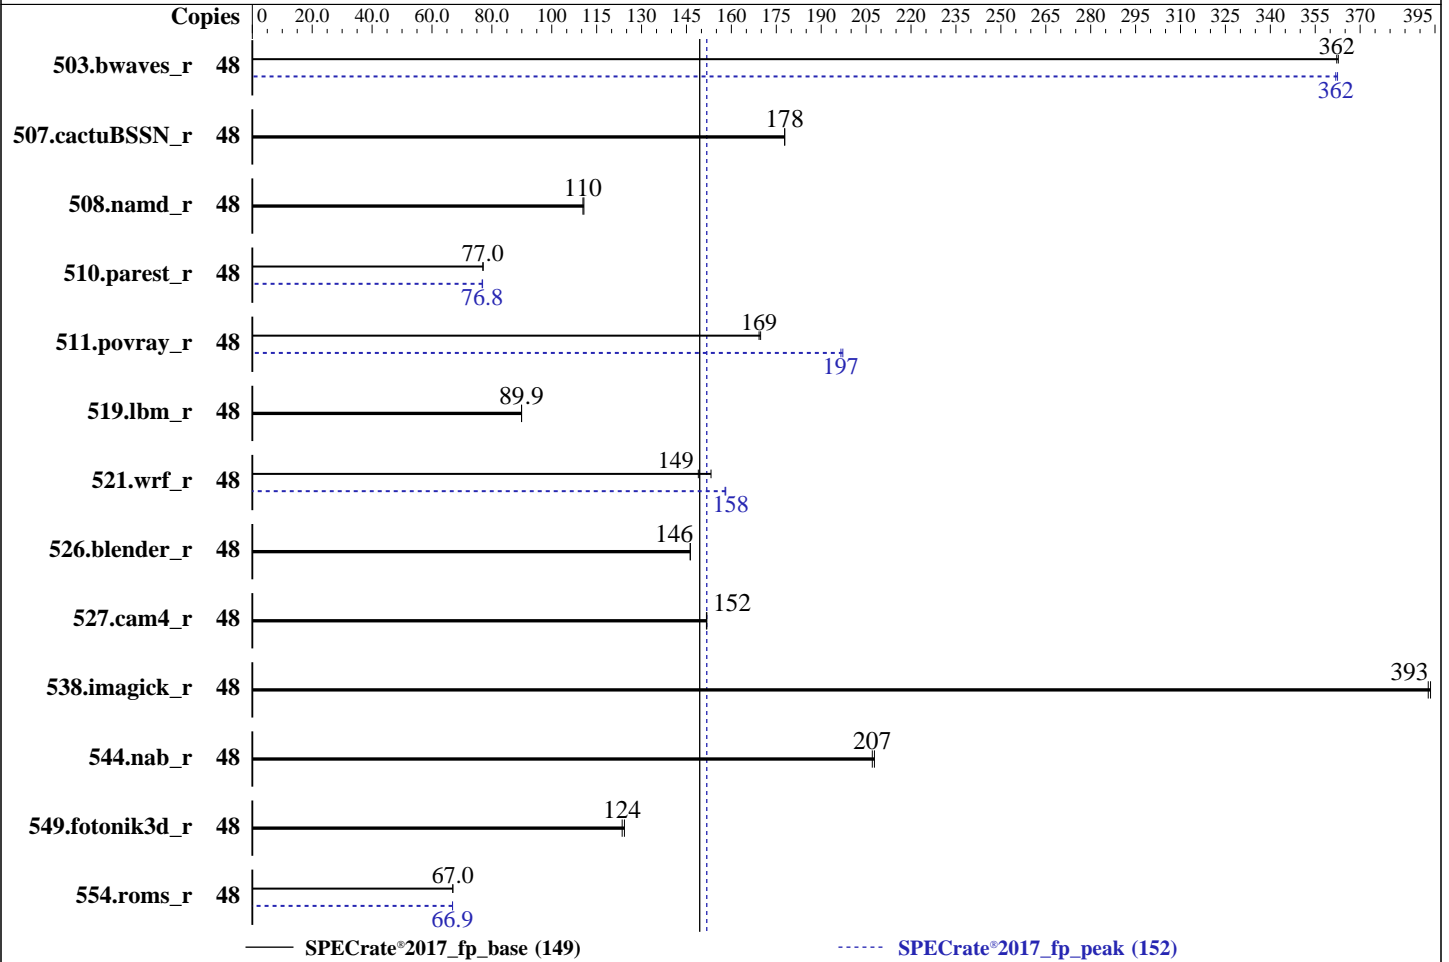 Copies 0 20.0 40.0 60.0 80.0 100 115 130 145 160 175 190 205 220 235 250 265 280 295 310 325 340 355 370 395
503.bwaves_r 48 362
362
507.cactuBSSN_r 48 178
508.namd_r 48 110
510.parest_r 48 77.0
76.8
511.povray_r 48 169
197
519.lbm_r 48 89.9
521.wrf_r 48 149
158
526.blender_r 48 146
527.cam4_r 48 152
538.imagick_r 48 393
544.nab_r 48 207
549.fotonik3d_r 48 124
554.roms_r 48 67.0
66.9
SPECrate®2017_fp_base (149) SPECrate®2017_fp_peak (152)